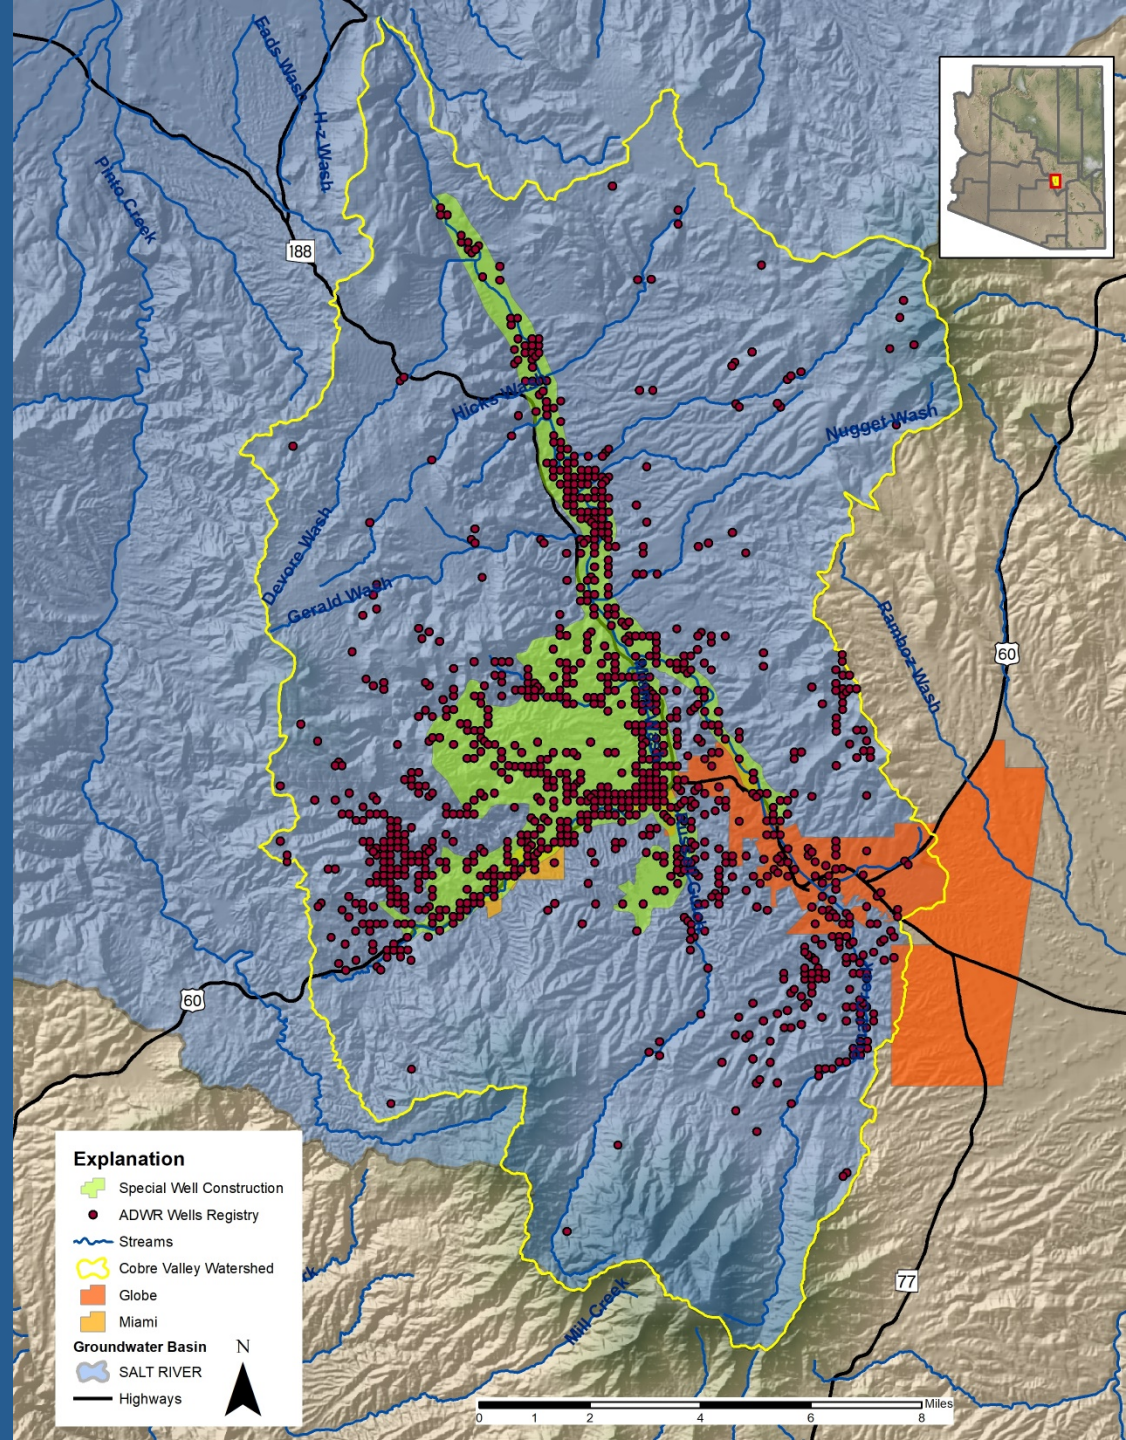 Eads Wash
H-z Wash
Pinto Creek
188
Hicks Wash
Nugget Wash
Devore Wash
Gerald Wash
Ramboz Wash
60
60
Mill Creek
77
Explanation
Special Well Construction
ADWR Wells Registry
Streams
Cobre Valley Watershed
Globe
Miami
Groundwater Basin
N
SALT RIVER
Highways
Miles
0 1 2 4 6 8